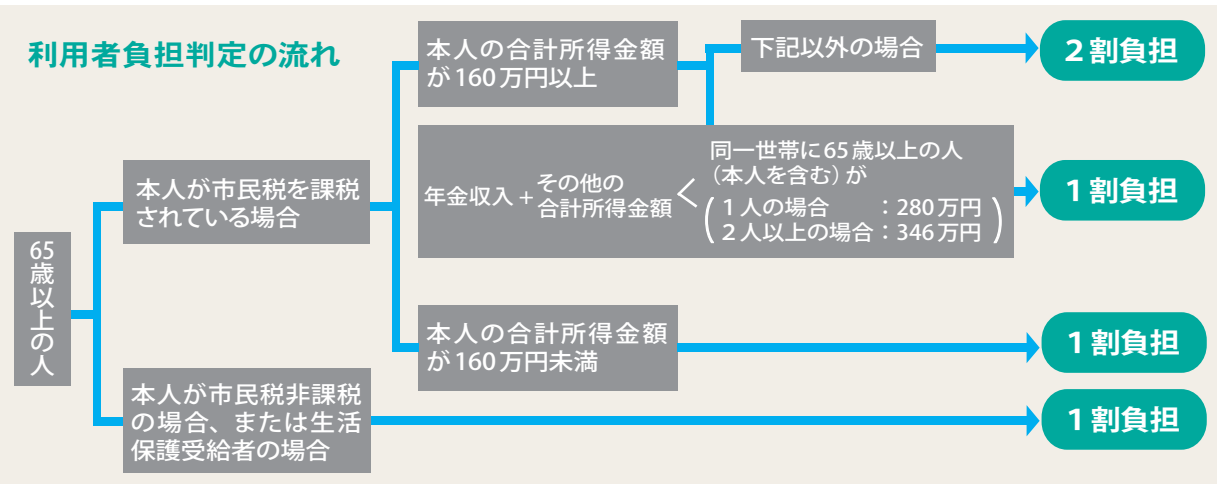 利用者負担判定の流れ
65歳以上の人
本人が市民税を課税
されている場合
本人の合計所得金額
が160万円以上
下記以外の場合
2割負担
年金収入+その他の
合計所得金額<
同一世帯に65歳以上の人
(本人を含む)が
(1人の場合 :280万円
2人以上の場合:346万円)
1割負担
本人の合計所得金額
が160万円未満
1割負担
本人が市民税非課税
の場合、または生活
保護受給者の場合
1割負担